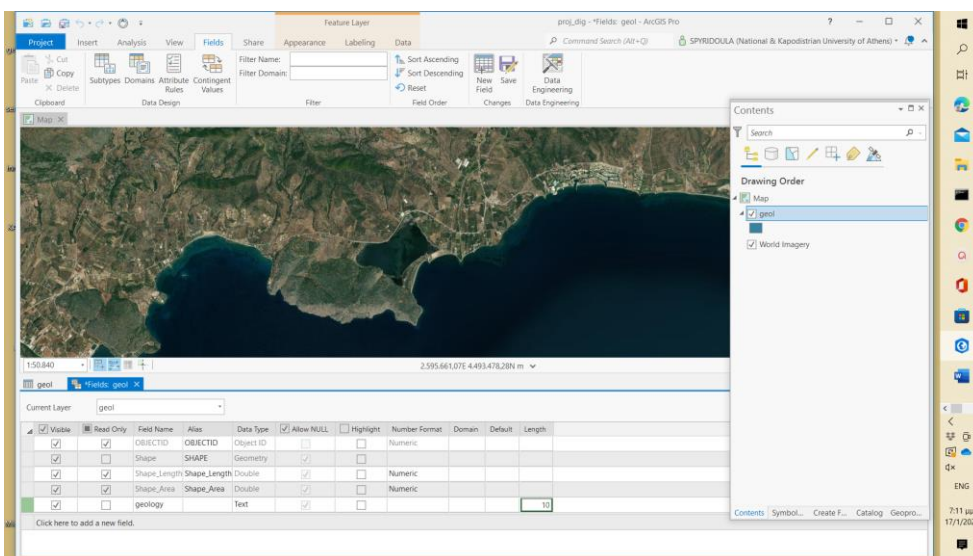 Feature Layer
proj_dig - *Fields: geol - ArcGIS Pro
?
Project Insert Analysis View Fields Share Appearance Labeling Data
Command Search (Alt+Q)
SPYRIDOULA (National & Kapodistrian University of Athens)
Paste
Cut
Copy
Delete
Clipboard
Subtypes Domains Attribute Rules Contingent Values
Data Design
Filter Name:
Filter Domain:
Filter
Sort Ascending
Sort Descending
Reset
Field Order
New Field Save
Changes
Data Engineering
Data Engineering
Map
Contents
Search
Drawing Order
Map
geol
World Imagery
1:50.840
2.595.661,07E 4.493.478,28N m
geol *Fields: geol
Current Layer geol
Visible Read Only Field Name Alias Data Type Allow NULL Highlight Number Format Domain Default Length
OBJECTID OBJECTID Object ID Numeric
Shape SHAPE Geometry
Shape_Length Shape_Length Double Numeric
Shape_Area Shape_Area Double Numeric
geology Text 10
Click here to add a new field.
Contents Symbol... Create F... Catalog Geopro...
ENG
7:11 μμ
17/1/202